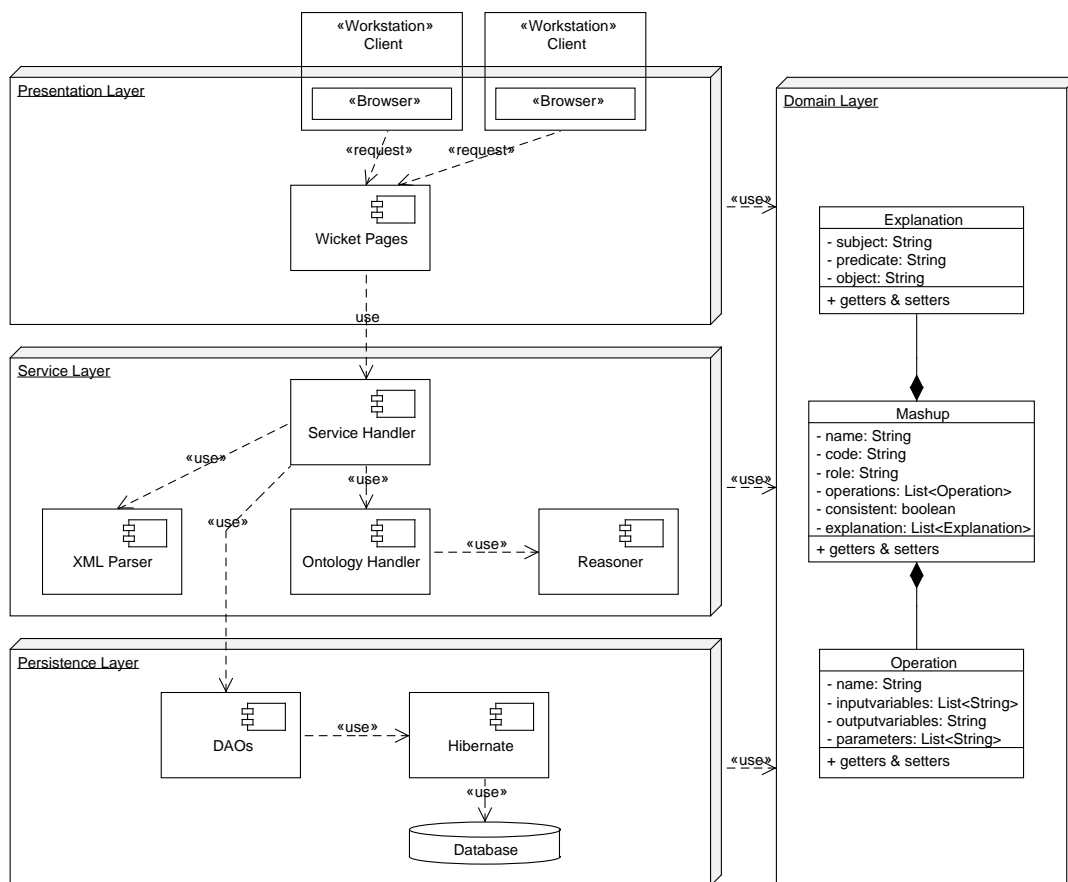 «Workstation»
Client
«Workstation»
Client
Presentation Layer
«Browser»
«Browser»
«request»
«request»
Wicket Pages
use
«use»
Service Layer
Service Handler
«use»
«use»
«use»
XML Parser
Ontology Handler
«use»
Reasoner
«use»
Persistence Layer
DAOs
«use»
Hibernate
«use»
Database
«use»
Domain Layer
Explanation
- subject: String
- predicate: String
- object: String
+ getters & setters
Mashup
- name: String
- code: String
- role: String
- operations: List<Operation>
- consistent: boolean
- explanation: List<Explanation>
+ getters & setters
Operation
- name: String
- inputvariables: List<String>
- outputvariables: String
- parameters: List<String>
+ getters & setters